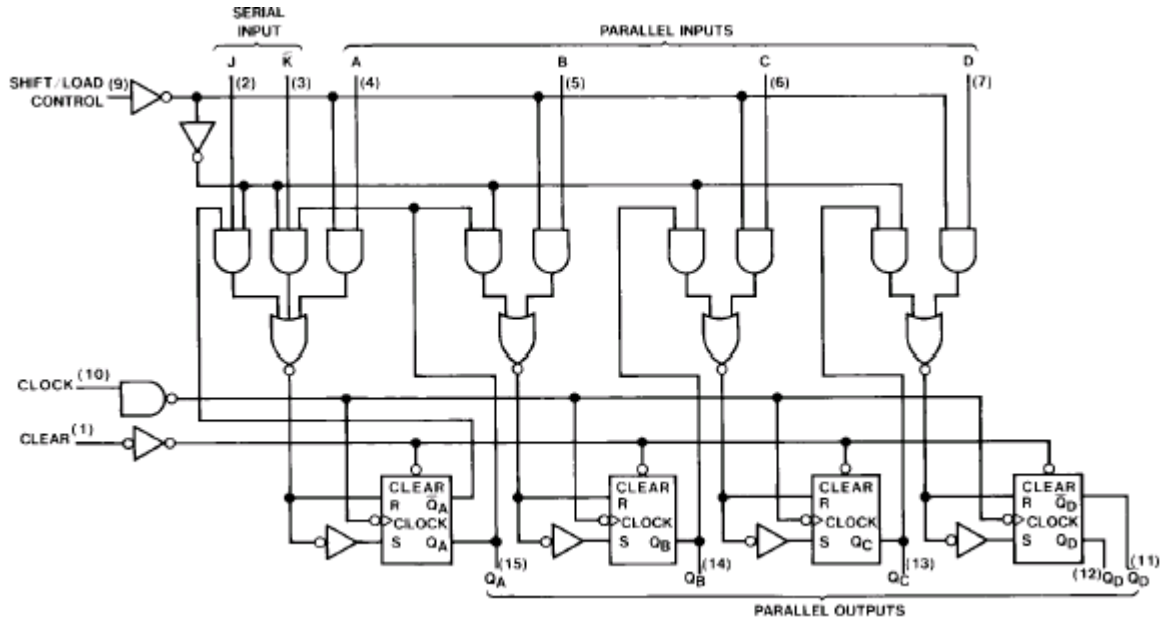 SERIAL
INPUT
PARALLEL INPUTS
J K̄ A B C D
SHIFT/LOAD (9)
CONTROL
(2) (3) (4) (5) (6) (7)
CLOCK (10)
CLEAR (1)
CLEAR
R Q̄A
CLOCK
S QA
CLEAR
R
CLOCK
S QB
CLEAR
R
CLOCK
S QC
CLEAR
R Q̄D
CLOCK
S QD
QA (15)
QB (14)
QC (13)
(12) QD
Q̄D (11)
PARALLEL OUTPUTS